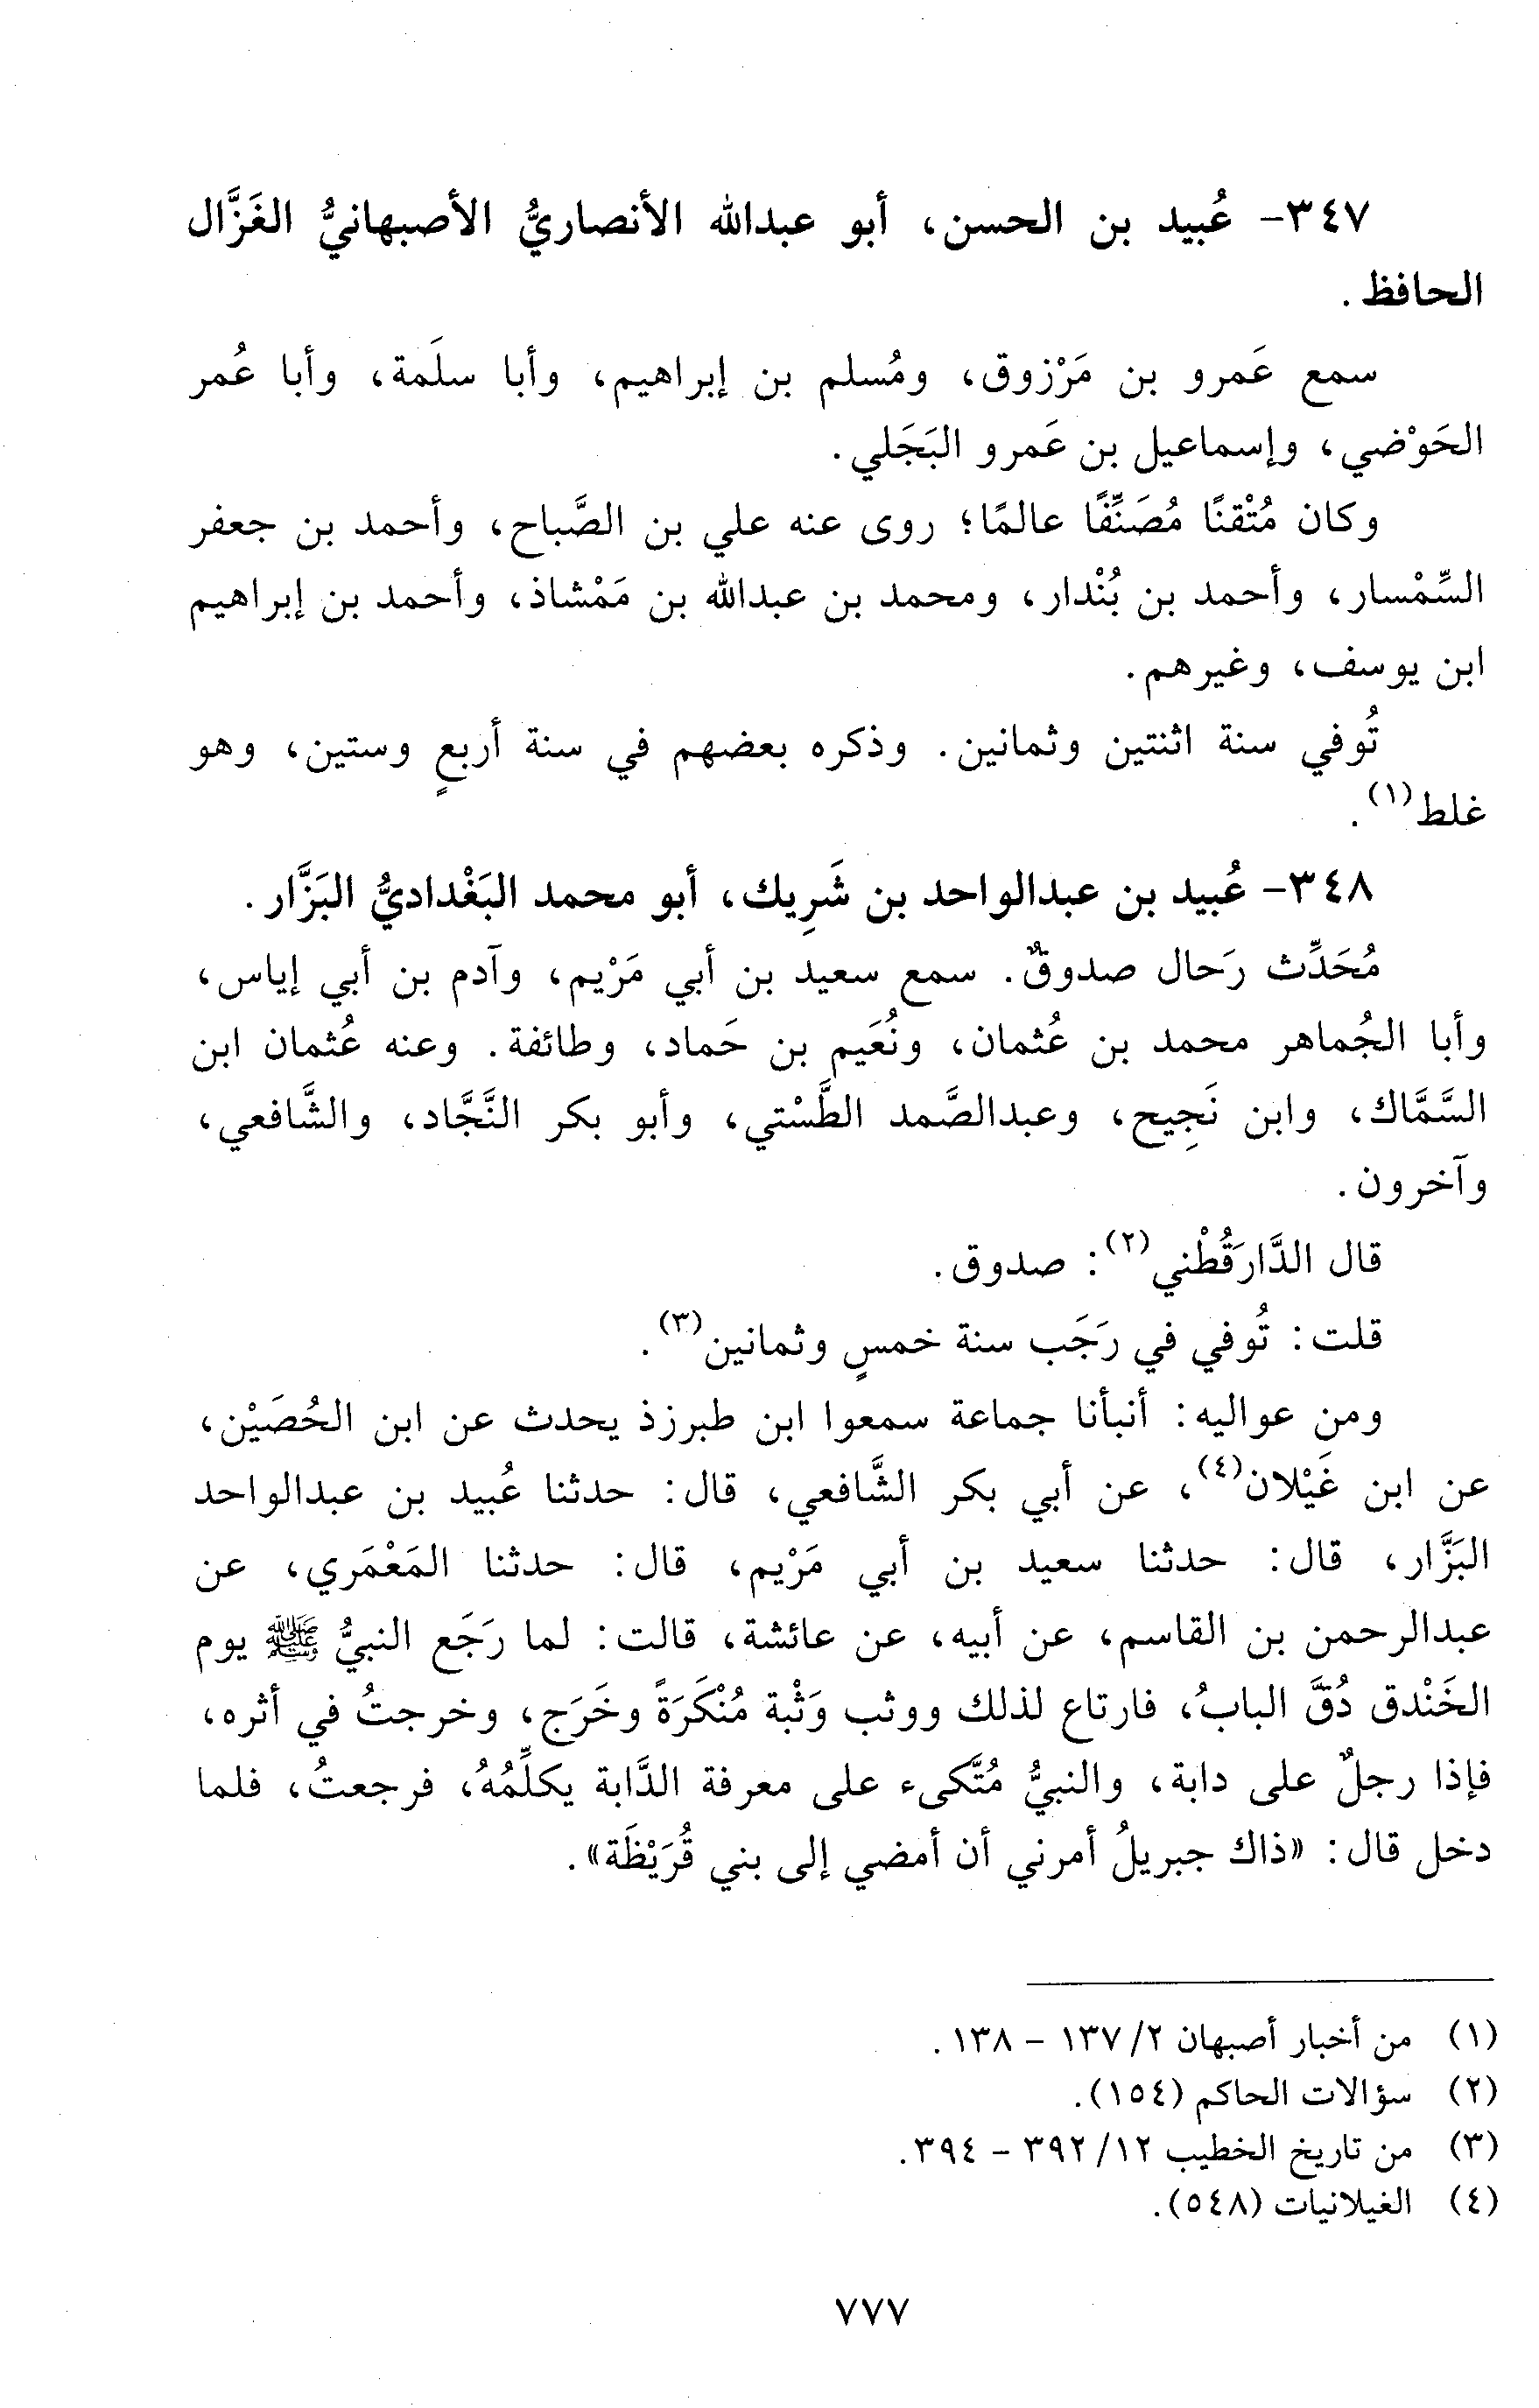 ٣٤٧- عُبيد بن الحسن، أبو عبدالله الأنصاريُّ الأصبهانيُّ الغَزَّال
الحافظ.
سمع عَمرو بن مَرْزوق، ومُسلم بن إبراهيم، وأبا سلَمة، وأبا عُمر
الحَوْضي، وإسماعيل بن عَمرو البَجَلي.
وكان مُتْقنًا مُصَنِّفًا عالمًا؛ روى عنه علي بن الصَّباح، وأحمد بن جعفر
السِّمْسار، وأحمد بن بُنْدار، ومحمد بن عبدالله بن مَمْشاذ، وأحمد بن إبراهيم
ابن يوسف، وغيرهم.
تُوفي سنة اثنتين وثمانين. وذكره بعضهم في سنة أربعٍ وستين، وهو
غلط(١).
٣٤٨- عُبيد بن عبدالواحد بن شَرِيك، أبو محمد البَغْداديُّ البَزَّار.
مُحَدِّث رَحال صدوقٌ. سمع سعيد بن أبي مَرْيم، وآدم بن أبي إياس،
وأبا الجُماهر محمد بن عُثمان، ونُعَيم بن حَماد، وطائفة. وعنه عُثمان ابن
السَّمَّاك، وابن نَجِيح، وعبدالصَّمد الطَّسْتي، وأبو بكر النَّجَّاد، والشَّافعي،
وآخرون.
قال الدَّارَقُطْني(٢): صدوق.
قلت: تُوفي في رَجَب سنة خمسٍ وثمانين(٣).
ومن عواليه: أنبأنا جماعة سمعوا ابن طبرزذ يحدث عن ابن الحُصَيْن،
عن ابن غَيْلان(٤)، عن أبي بكر الشَّافعي، قال: حدثنا عُبيد بن عبدالواحد
البَزَّار، قال: حدثنا سعيد بن أبي مَرْيم، قال: حدثنا المَعْمَري، عن
عبدالرحمن بن القاسم، عن أبيه، عن عائشة، قالت: لما رَجَع النبيُّ ﷺ يوم
الخَنْدق دُقَّ البابُ، فارتاع لذلك ووثب وَثْبة مُنْكَرَةً وخَرَج، وخرجتُ في أثره،
فإذا رجلٌ على دابة، والنبيُّ مُتَّكىء على معرفة الدَّابة يكلِّمُهُ، فرجعتُ، فلما
دخل قال: «ذاك جبريلُ أمرني أن أمضي إلى بني قُرَيْظَة».
(١) من أخبار أصبهان ٢/ ١٣٧ - ١٣٨.
(٢) سؤالات الحاكم (١٥٤).
(٣) من تاريخ الخطيب ١٢/ ٣٩٢ - ٣٩٤.
(٤) الغيلانيات (٥٤٨).
٧٧٧